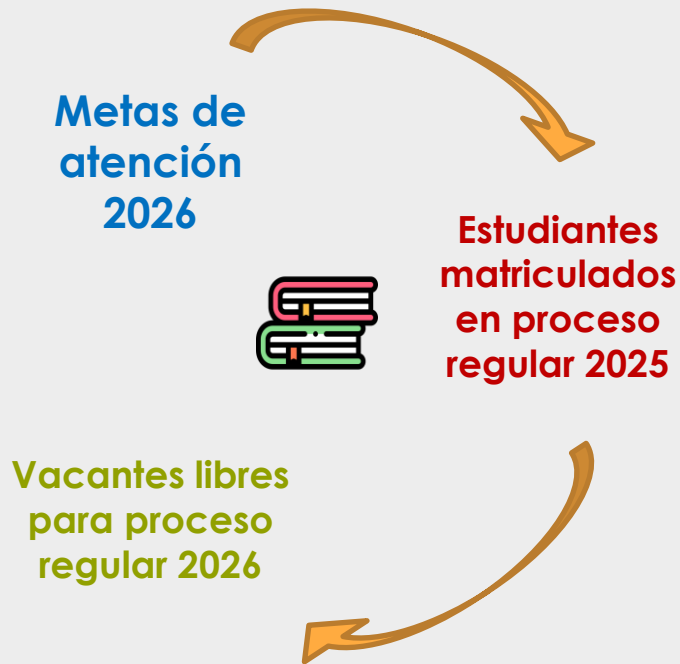 Metas de
atención
2026
Estudiantes
matriculados
en proceso
regular 2025
Vacantes libres
para proceso
regular 2026